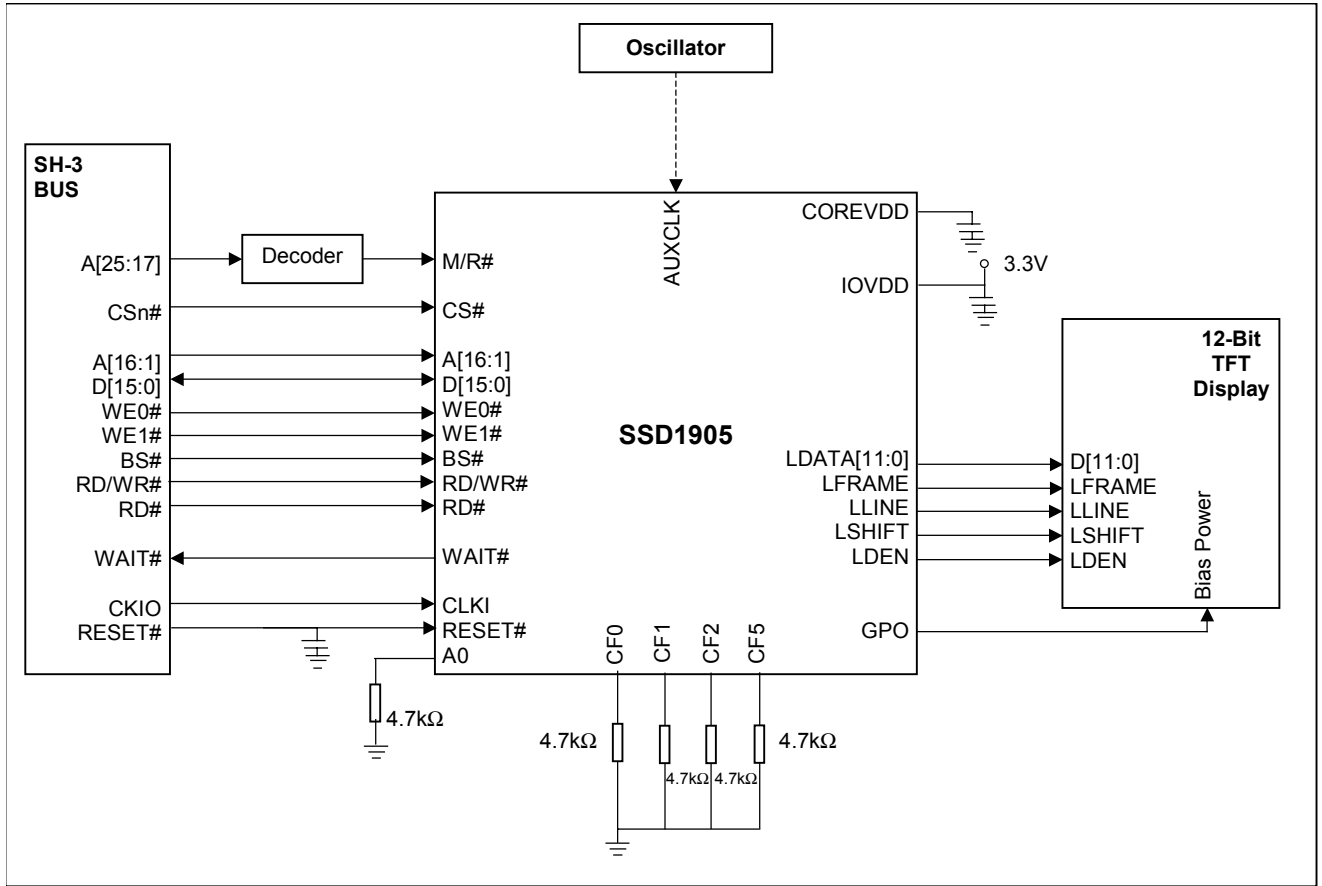 Oscillator
SH-3
BUS
A[25:17]
CSn#
A[16:1]
D[15:0]
WE0#
WE1#
BS#
RD/WR#
RD#
WAIT#
CKIO
RESET#
Decoder
M/R#
CS#
A[16:1]
D[15:0]
WE0#
WE1#
BS#
RD/WR#
RD#
WAIT#
CLKI
RESET#
A0
AUXCLK
SSD1905
COREVDD
IOVDD
3.3V
LDATA[11:0]
LFRAME
LLINE
LSHIFT
LDEN
GPO
CF0
CF1
CF2
CF5
12-Bit
TFT
Display
D[11:0]
LFRAME
LLINE
LSHIFT
LDEN
Bias Power
4.7kΩ
4.7kΩ
4.7kΩ
4.7kΩ
4.7kΩ